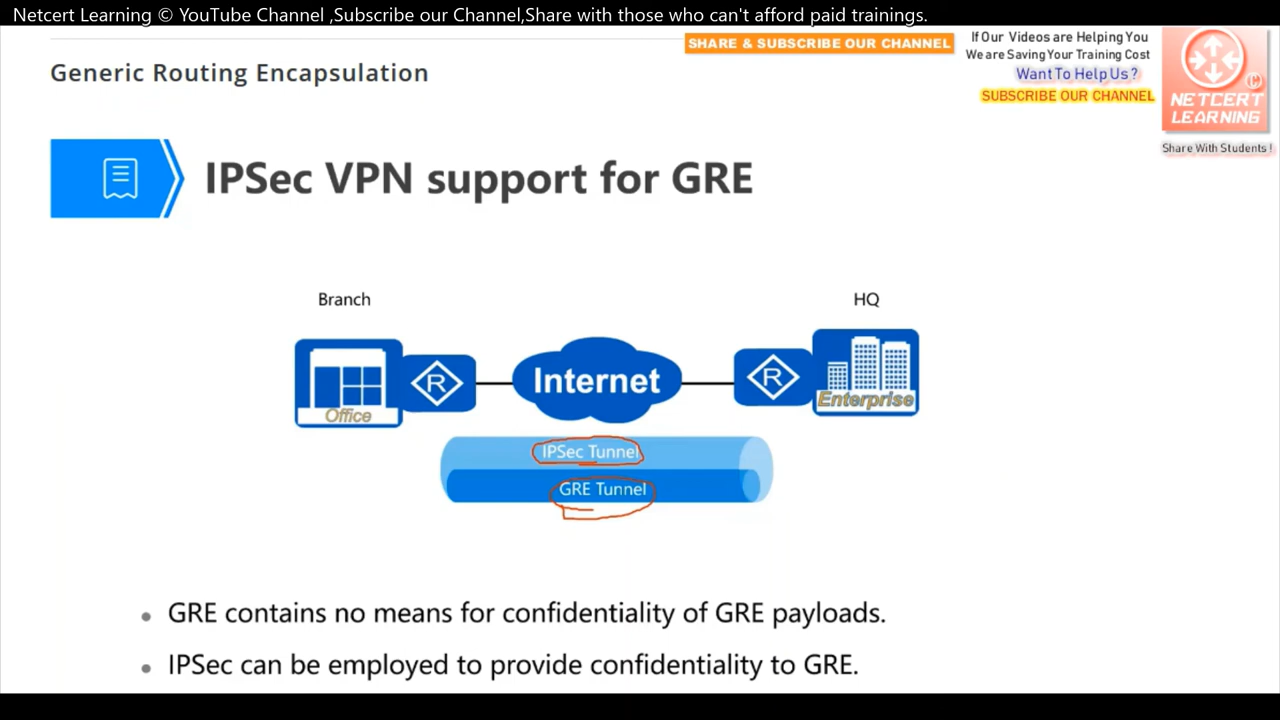 Netcert Learning © YouTube Channel ,Subscribe our Channel,Share with those who can't afford paid trainings.
SHARE & SUBSCRIBE OUR CHANNEL
If Our Videos are Helping You
We are Saving Your Training Cost
Want To Help Us ?
SUBSCRIBE OUR CHANNEL
NETCERT
LEARNING
Share With Students !
Generic Routing Encapsulation
IPSec VPN support for GRE
Branch
HQ
Office
R
Internet
R
Enterprise
IPSec Tunnel
GRE Tunnel
GRE contains no means for confidentiality of GRE payloads.
IPSec can be employed to provide confidentiality to GRE.